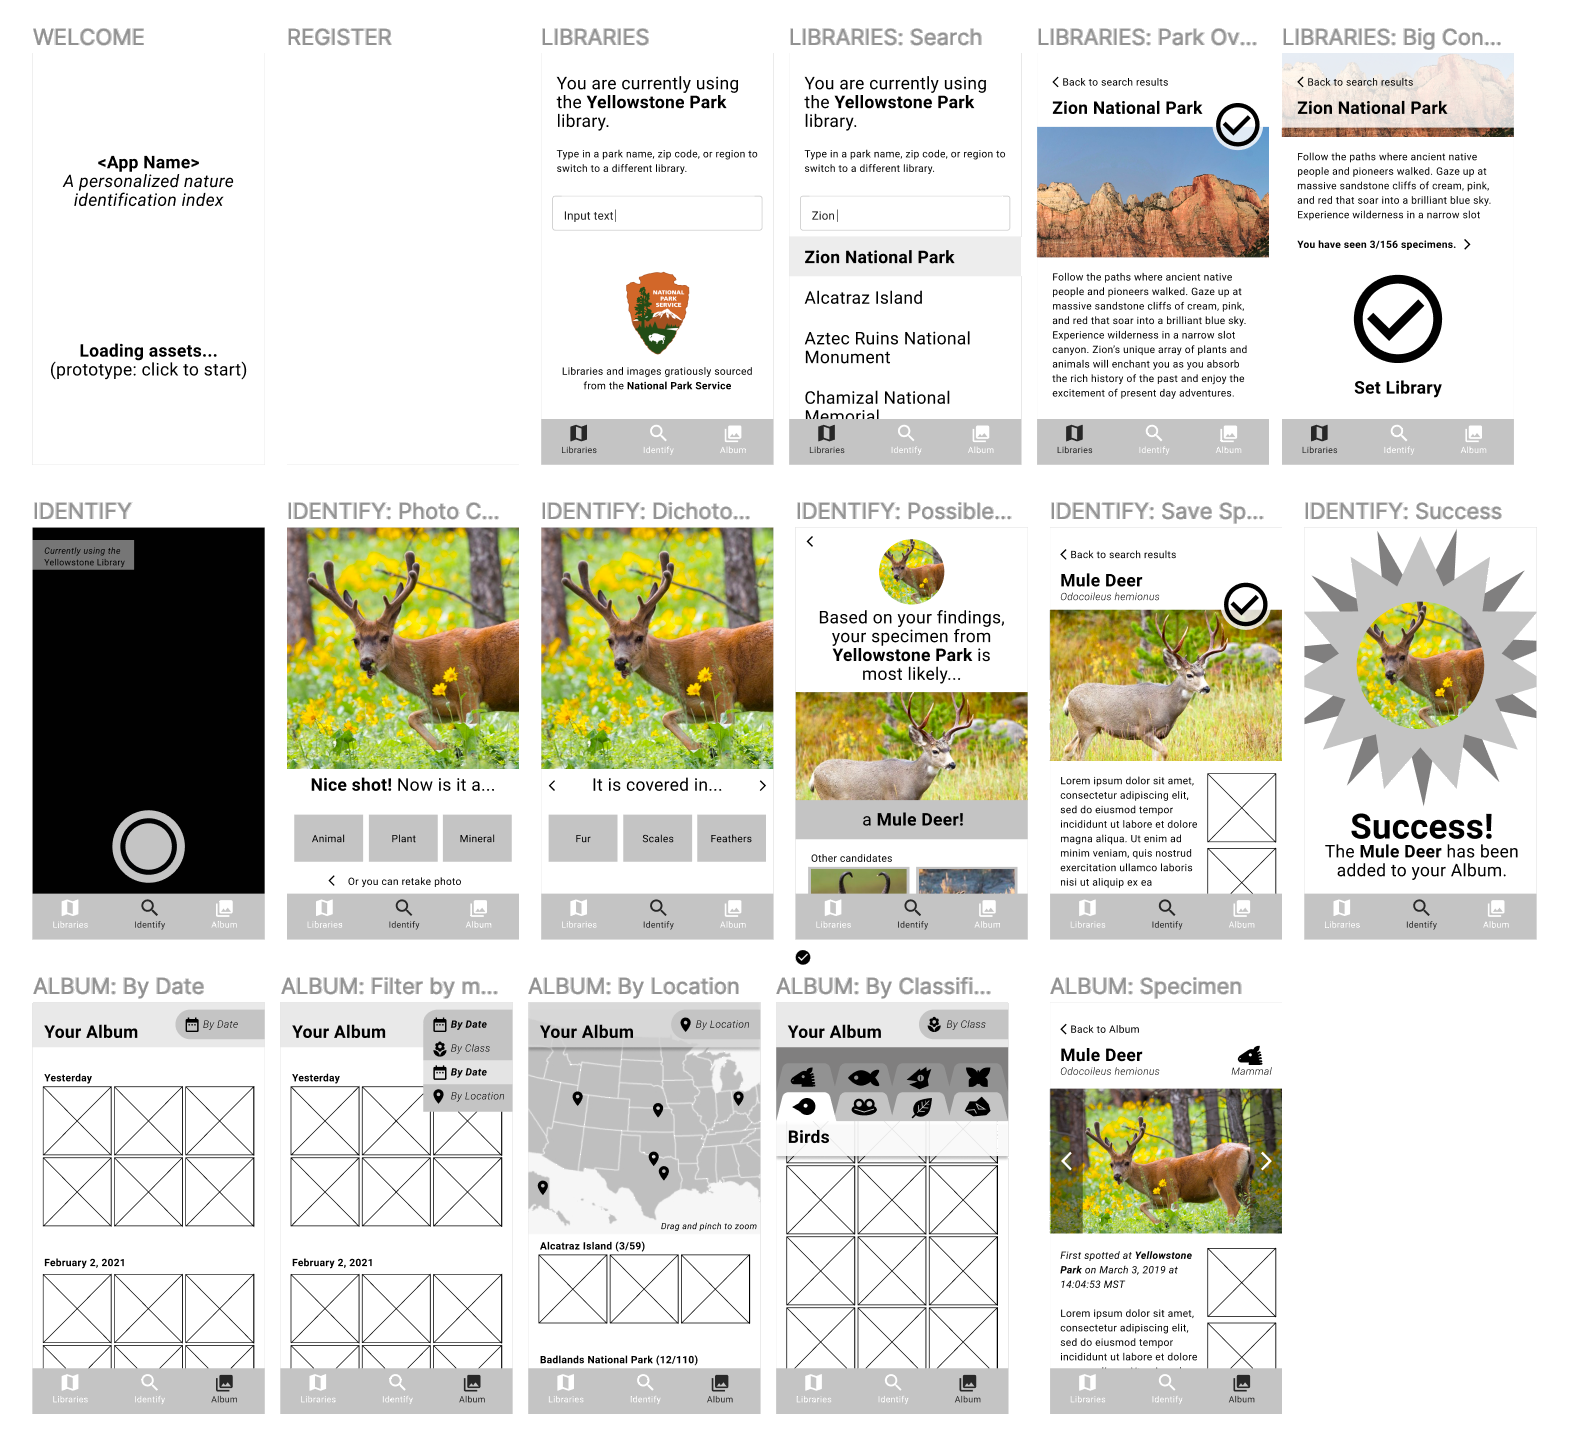 WELCOME
<App Name>
A personalized nature
identification index
Loading assets...
(prototype: click to start)
REGISTER
LIBRARIES
You are currently using
the Yellowstone Park
library.
Type in a park name, zip code, or region to
switch to a different library.
Input text
NATIONAL
PARK
SERVICE
Libraries and images gratiously sourced
from the National Park Service
Libraries
Identify
Album
LIBRARIES: Search
You are currently using
the Yellowstone Park
library.
Type in a park name, zip code, or region to
switch to a different library.
Zion
Zion National Park
Alcatraz Island
Aztec Ruins National
Monument
Chamizal National
Memorial
Libraries
Identify
Album
LIBRARIES: Park Ov...
Back to search results
Zion National Park
Follow the paths where ancient native
people and pioneers walked. Gaze up at
massive sandstone cliffs of cream, pink,
and red that soar into a brilliant blue sky.
Experience wilderness in a narrow slot
canyon. Zion's unique array of plants and
animals will enchant you as you absorb
the rich history of the past and enjoy the
excitement of present day adventures.
Libraries
Identify
Album
LIBRARIES: Big Con...
Back to search results
Zion National Park
Follow the paths where ancient native
people and pioneers walked. Gaze up at
massive sandstone cliffs of cream, pink,
and red that soar into a brilliant blue sky.
Experience wilderness in a narrow slot
You have seen 3/156 specimens.
Set Library
Libraries
Identify
Album
IDENTIFY
Currently using the
Yellowstone Library
Libraries
Identify
Album
IDENTIFY: Photo C...
Nice shot! Now is it a...
Animal
Plant
Mineral
Or you can retake photo
Libraries
Identify
Album
IDENTIFY: Dichoto...
It is covered in...
Fur
Scales
Feathers
Libraries
Identify
Album
IDENTIFY: Possible...
Based on your findings,
your specimen from
Yellowstone Park is
most likely...
a Mule Deer!
Other candidates
Libraries
Identify
Album
IDENTIFY: Save Sp...
Back to search results
Mule Deer
Odocoileus hemionus
Lorem ipsum dolor sit amet,
consectetur adipiscing elit,
sed do eiusmod tempor
incididunt ut labore et dolore
magna aliqua. Ut enim ad
minim veniam, quis nostrud
exercitation ullamco laboris
nisi ut aliquip ex ea
Libraries
Identify
Album
IDENTIFY: Success
Success!
The Mule Deer has been
added to your Album.
Libraries
Identify
Album
ALBUM: By Date
Your Album
By Date
Yesterday
February 2, 2021
Libraries
Identify
Album
ALBUM: Filter by m...
Your Album
By Date
By Class
By Date
By Location
Yesterday
February 2, 2021
Libraries
Identify
Album
ALBUM: By Location
Your Album
By Location
Drag and pinch to zoom
Alcatraz Island (3/59)
Badlands National Park (12/110)
Libraries
Identify
Album
ALBUM: By Classifi...
Your Album
By Class
Birds
Libraries
Identify
Album
ALBUM: Specimen
Back to Album
Mule Deer
Odocoileus hemionus
Mammal
First spotted at Yellowstone
Park on March 3, 2019 at
14:04:53 MST
Lorem ipsum dolor sit amet,
consectetur adipiscing elit,
sed do eiusmod tempor
incididunt ut labore et dolore
Libraries
Identify
Album